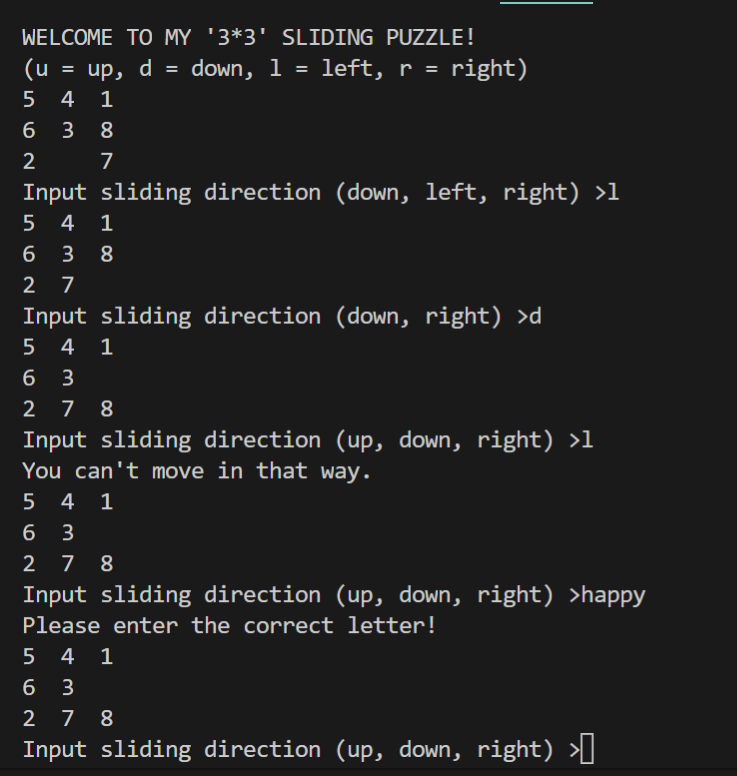 WELCOME TO MY '3*3' SLIDING PUZZLE!
(u = up, d = down, l = left, r = right)
5  4  1
6  3  8
2     7
Input sliding direction (down, left, right) >l
5  4  1
6  3  8
2  7
Input sliding direction (down, right) >d
5  4  1
6  3
2  7  8
Input sliding direction (up, down, right) >l
You can't move in that way.
5  4  1
6  3
2  7  8
Input sliding direction (up, down, right) >happy
Please enter the correct letter!
5  4  1
6  3
2  7  8
Input sliding direction (up, down, right) >